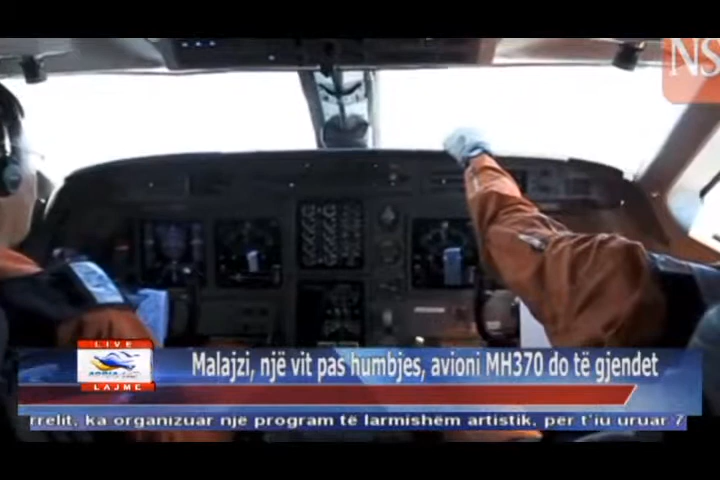 NS
LIVE
ADRIA
LAJME
Malajzi, një vit pas humbjes, avioni MH370 do të gjendet
rrelit, ka organizuar një program të larmishëm artistik, për t'iu uruar 7